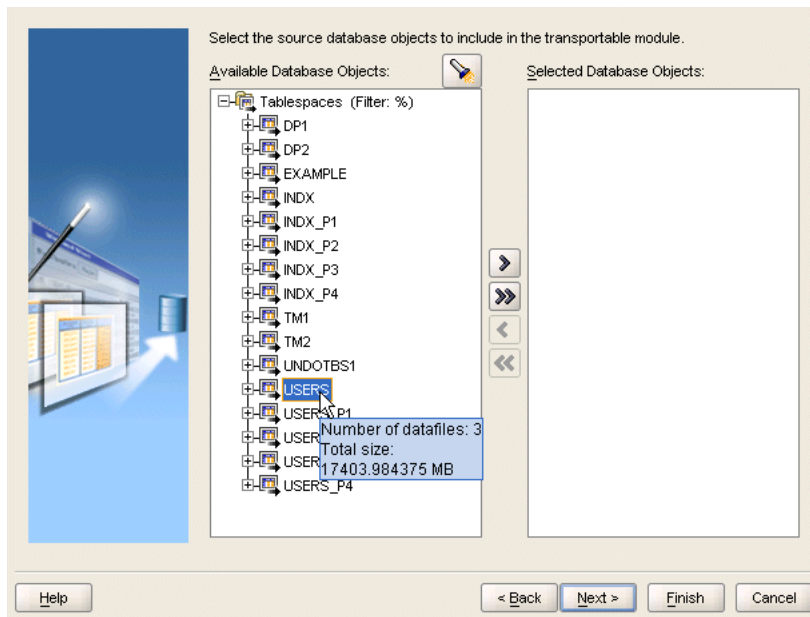 Select the source database objects to include in the transportable module.
Available Database Objects:
Selected Database Objects:
Tablespaces (Filter: %)
DP1
DP2
EXAMPLE
INDX
INDX_P1
INDX_P2
INDX_P3
INDX_P4
TM1
TM2
UNDOTBS1
USERS
USERS_P1
USER
USER
USERS_P4
Number of datafiles: 3
Total size:
17403.984375 MB
Help
< Back
Next >
Finish
Cancel